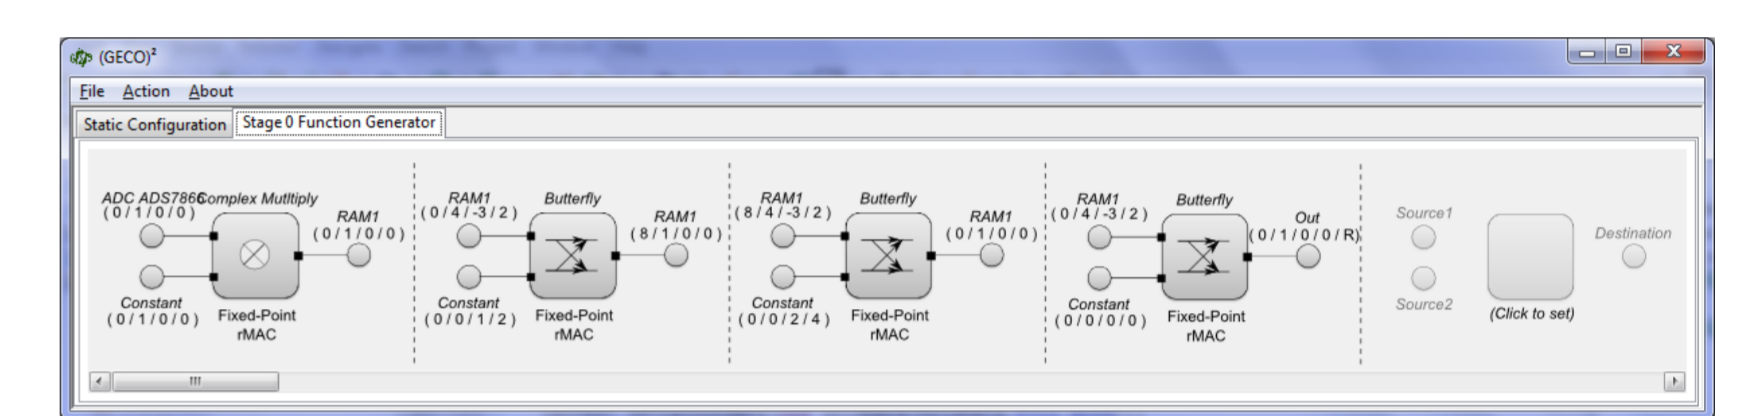 (GECO)²
File Action About
Static Configuration Stage 0 Function Generator
ADC ADS7866 Complex Mutltiply
( 0 / 1 / 0 / 0 )
RAM1
( 0 / 1 / 0 / 0 )
Constant
( 0 / 1 / 0 / 0 )
Fixed-Point
rMAC
RAM1
( 0 / 4 / -3 / 2 )
Butterfly
RAM1
( 8 / 1 / 0 / 0 )
Constant
( 0 / 0 / 1 / 2 )
Fixed-Point
rMAC
RAM1
( 8 / 4 / -3 / 2 )
Butterfly
RAM1
( 0 / 1 / 0 / 0 )
Constant
( 0 / 0 / 2 / 4 )
Fixed-Point
rMAC
RAM1
( 0 / 4 / -3 / 2 )
Butterfly
Out
( 0 / 1 / 0 / 0 / R)
Constant
( 0 / 0 / 0 / 0 )
Fixed-Point
rMAC
Source1
Source2
(Click to set)
Destination